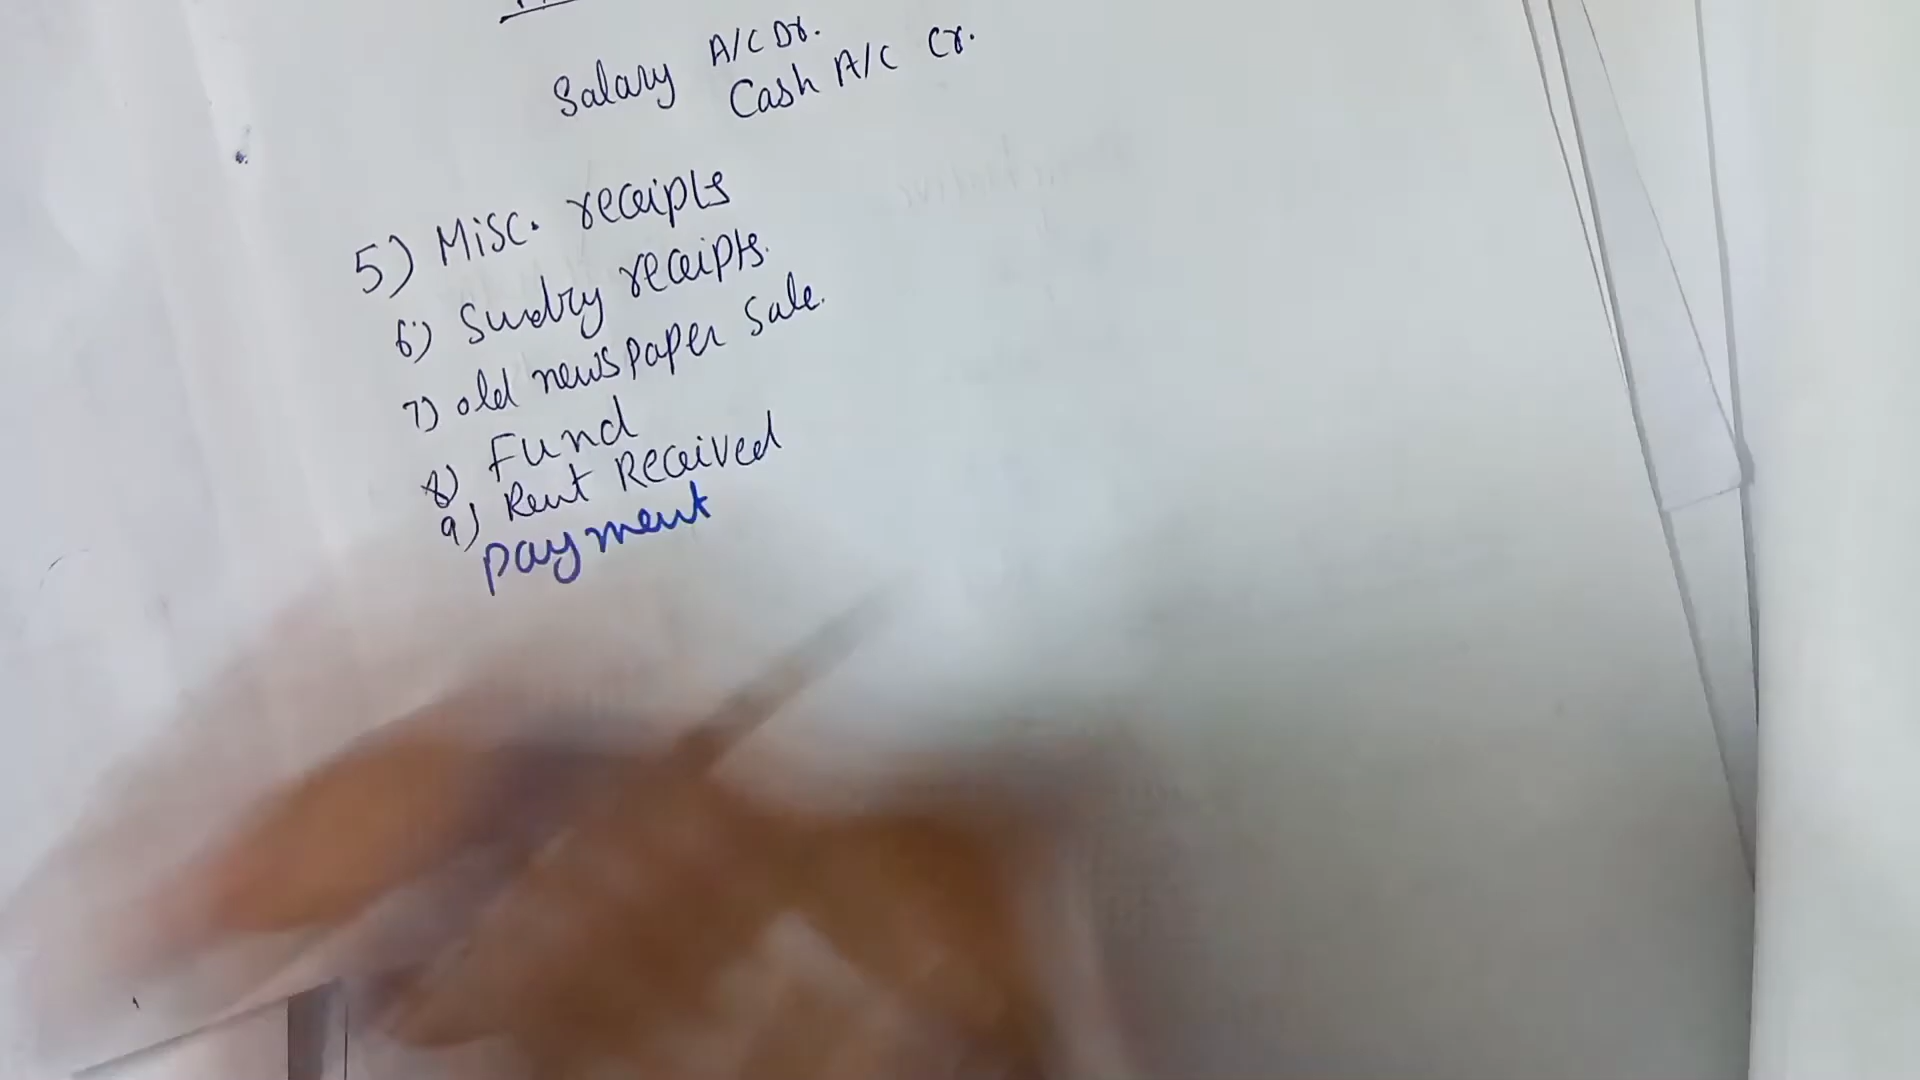 Salary A/C Dr.
Cash A/C Cr.
5) Misc. receipts
6) Sundry receipts.
7) old newspaper Sale.
8) Fund
9) Rent Received
payment